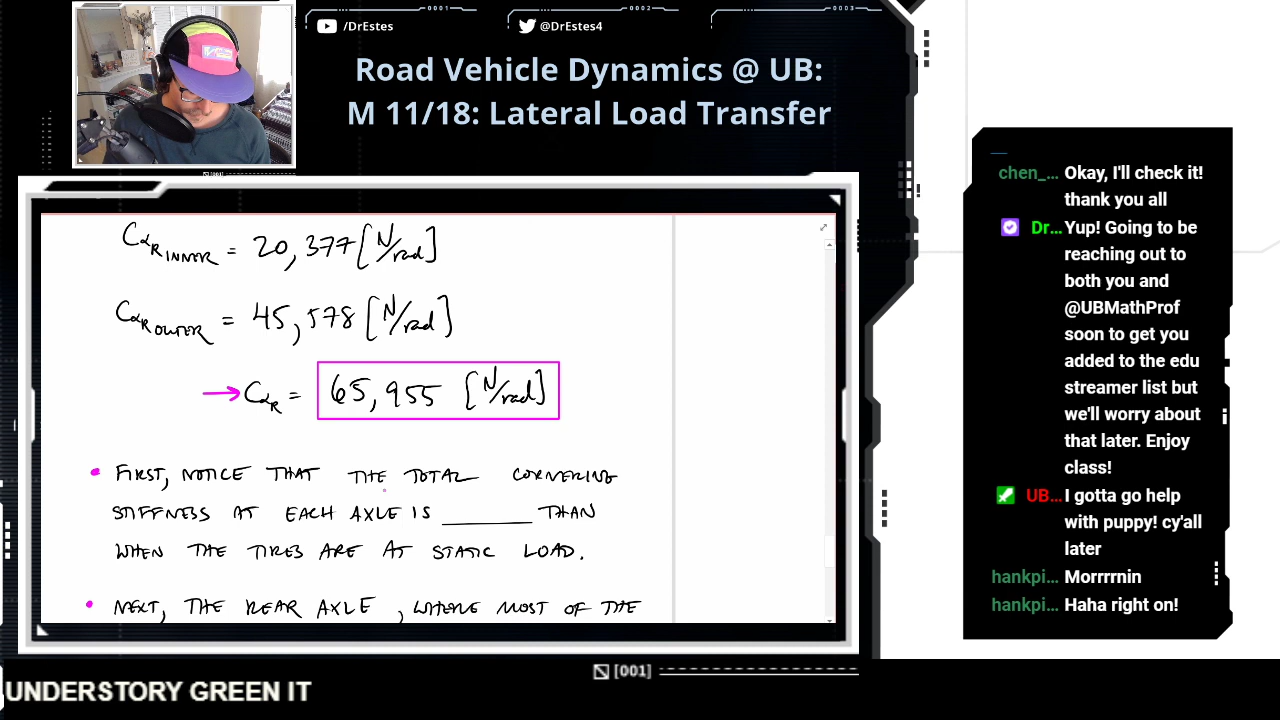 0001
0002
0003
/DrEstes
@DrEstes4
Road Vehicle Dynamics @ UB:
M 11/18: Lateral Load Transfer
[001]
CαR INNER = 20,377 [N/rad]
CαR OUTER = 45,578 [N/rad]
→ CαR = 65,955 [N/rad]
• FIRST, NOTICE THAT THE TOTAL CORNERING
STIFFNESS AT EACH AXLE IS ________ THAN
WHEN THE TIRES ARE AT STATIC LOAD.
• NEXT, THE REAR AXLE, WHERE MOST OF THE
chen_... Okay, I'll check it!
thank you all
Dr... Yup! Going to be
reaching out to
both you and
@UBMathProf
soon to get you
added to the edu
streamer list but
we'll worry about
that later. Enjoy
class!
UB... I gotta go help
with puppy! cy'all
later
hankpi... Morrrrnin
hankpi... Haha right on!
[001]
UNDERSTORY GREEN IT